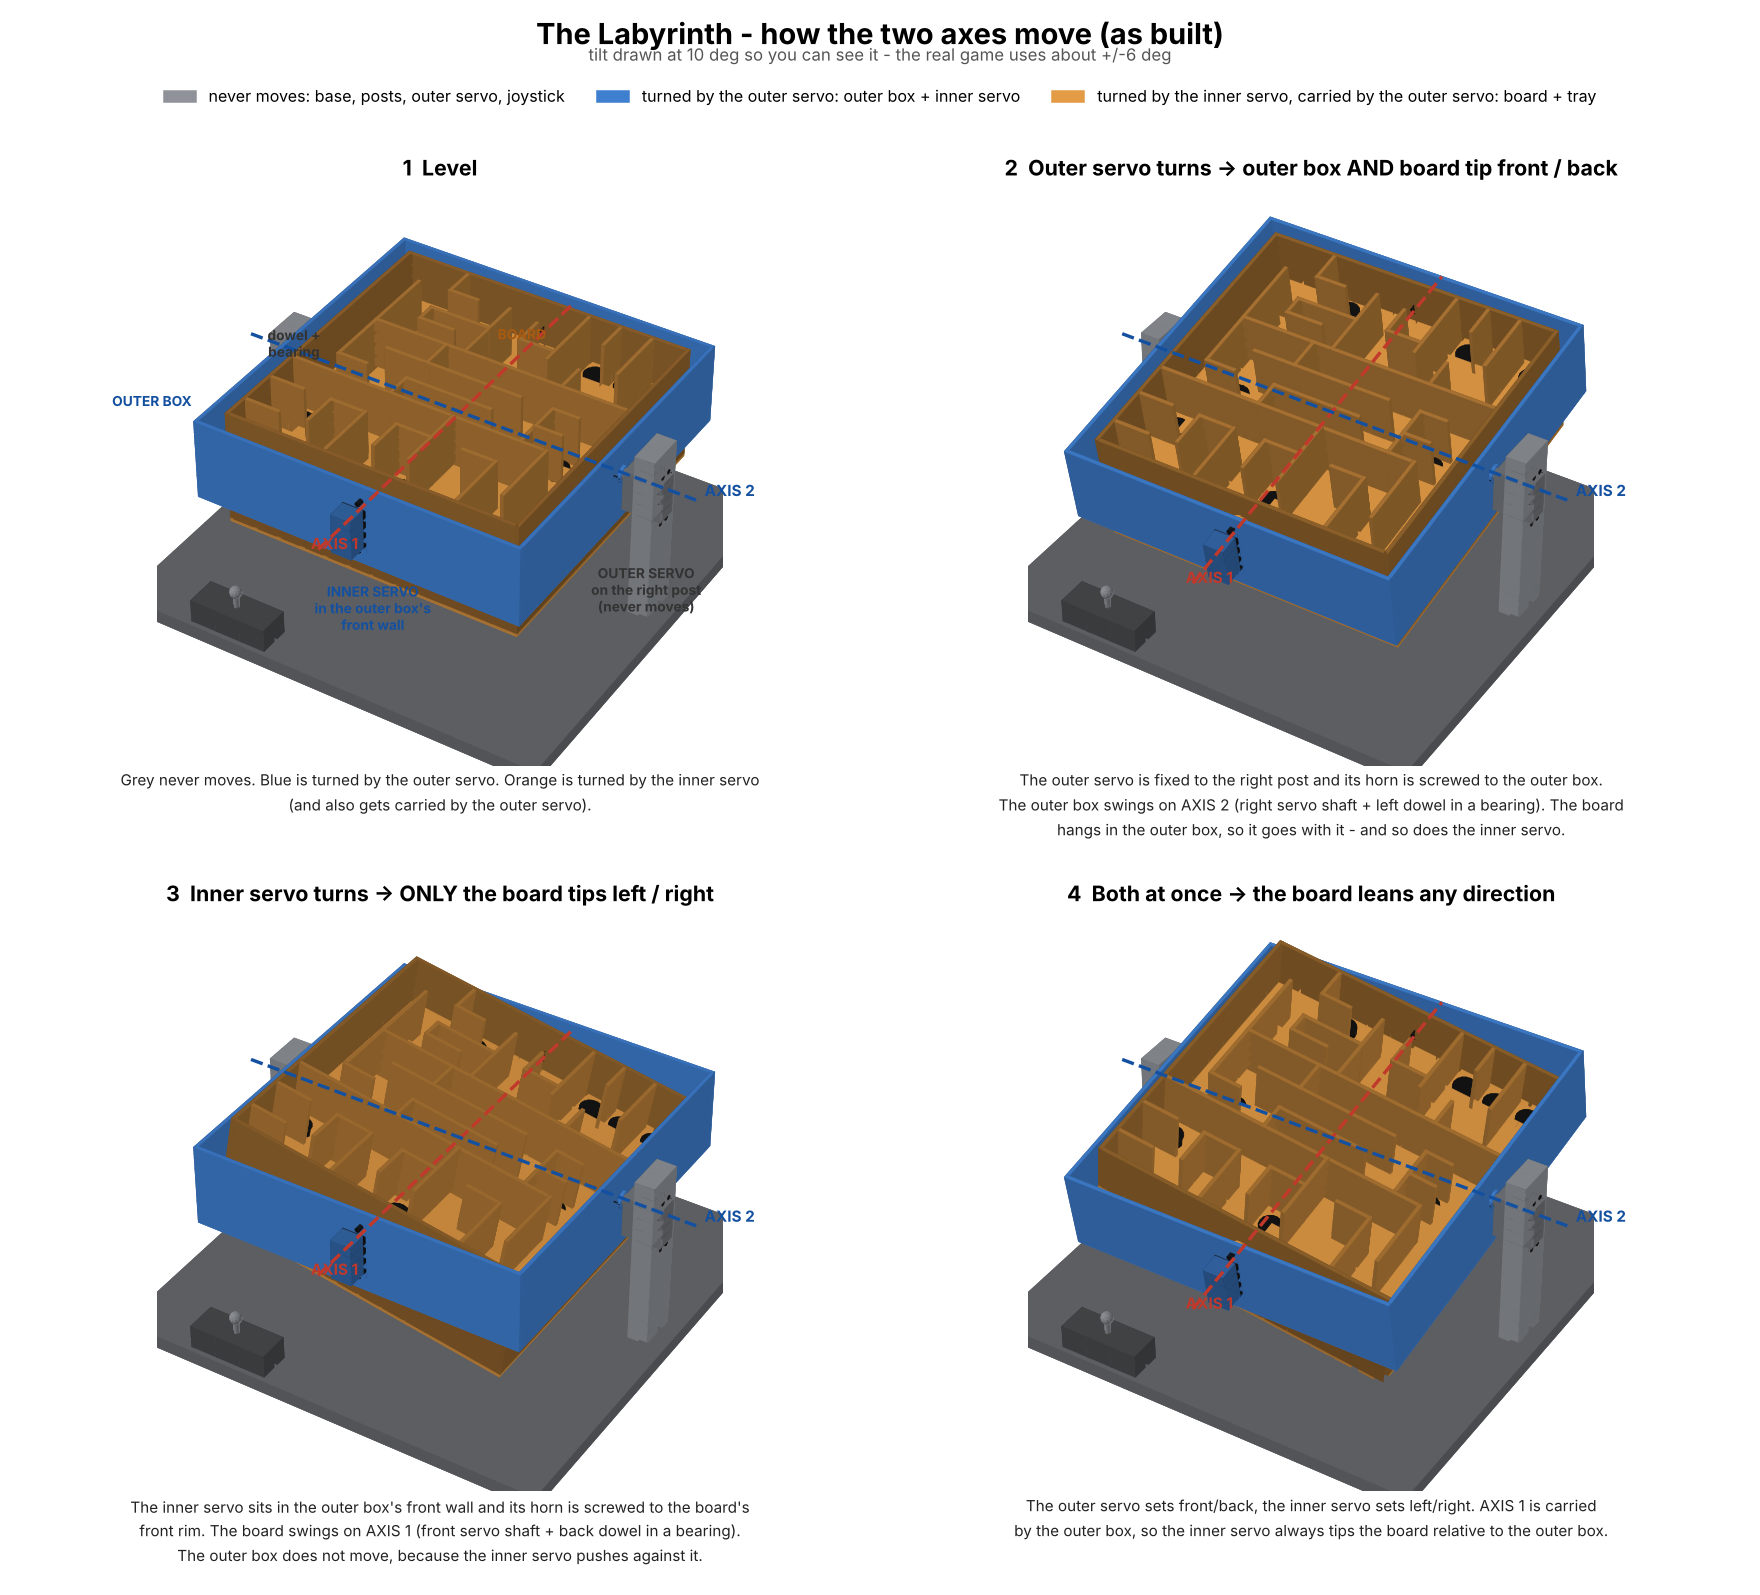 The Labyrinth - how the two axes move (as built)
tilt drawn at 10 deg so you can see it - the real game uses about +/-6 deg
never moves: base, posts, outer servo, joystick
turned by the outer servo: outer box + inner servo
turned by the inner servo, carried by the outer servo: board + tray
1 Level
dowel +
bearing
BOARD
OUTER BOX
AXIS 2
AXIS 1
INNER SERVO
in the outer box's
front wall
OUTER SERVO
on the right post
(never moves)
Grey never moves. Blue is turned by the outer servo. Orange is turned by the inner servo
(and also gets carried by the outer servo).
2 Outer servo turns → outer box AND board tip front / back
AXIS 2
AXIS 1
The outer servo is fixed to the right post and its horn is screwed to the outer box.
The outer box swings on AXIS 2 (right servo shaft + left dowel in a bearing). The board
hangs in the outer box, so it goes with it - and so does the inner servo.
3 Inner servo turns → ONLY the board tips left / right
AXIS 2
AXIS 1
The inner servo sits in the outer box's front wall and its horn is screwed to the board's
front rim. The board swings on AXIS 1 (front servo shaft + back dowel in a bearing).
The outer box does not move, because the inner servo pushes against it.
4 Both at once → the board leans any direction
AXIS 2
AXIS 1
The outer servo sets front/back, the inner servo sets left/right. AXIS 1 is carried
by the outer box, so the inner servo always tips the board relative to the outer box.